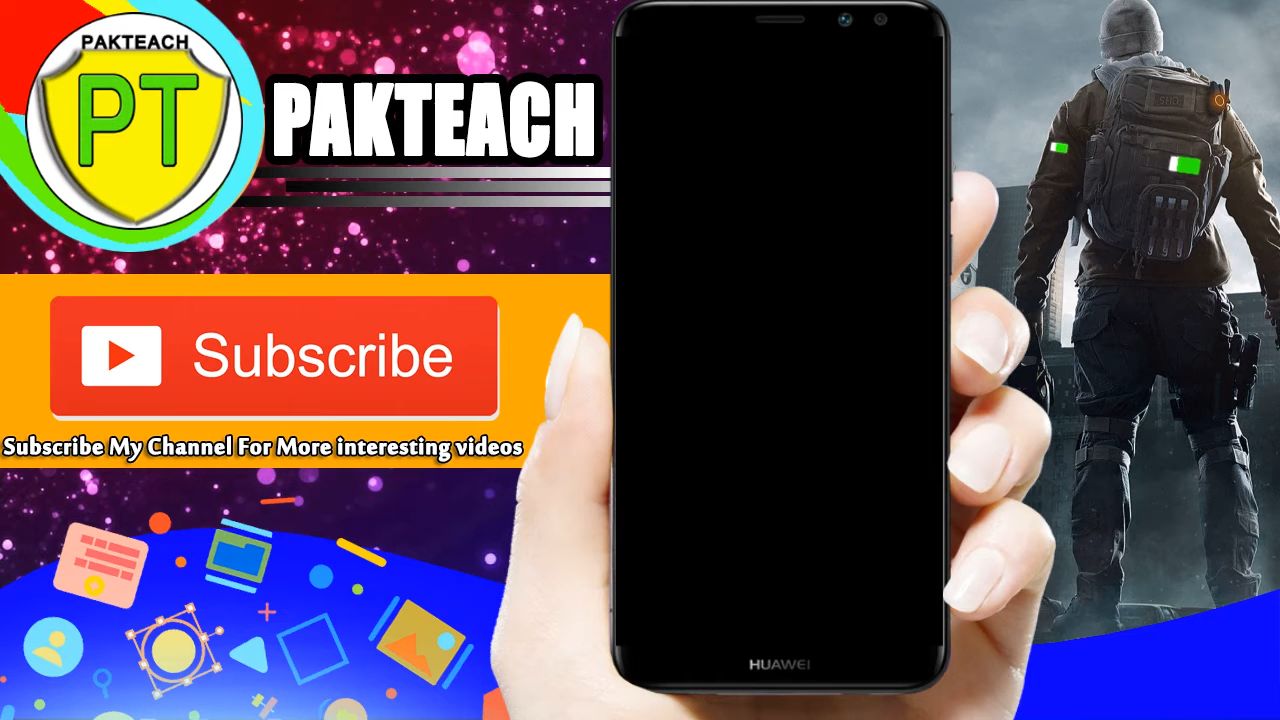 PAKTEACH
PT
PAKTEACH
Subscribe
Subscribe My Channel For More interesting videos
HUAWEI